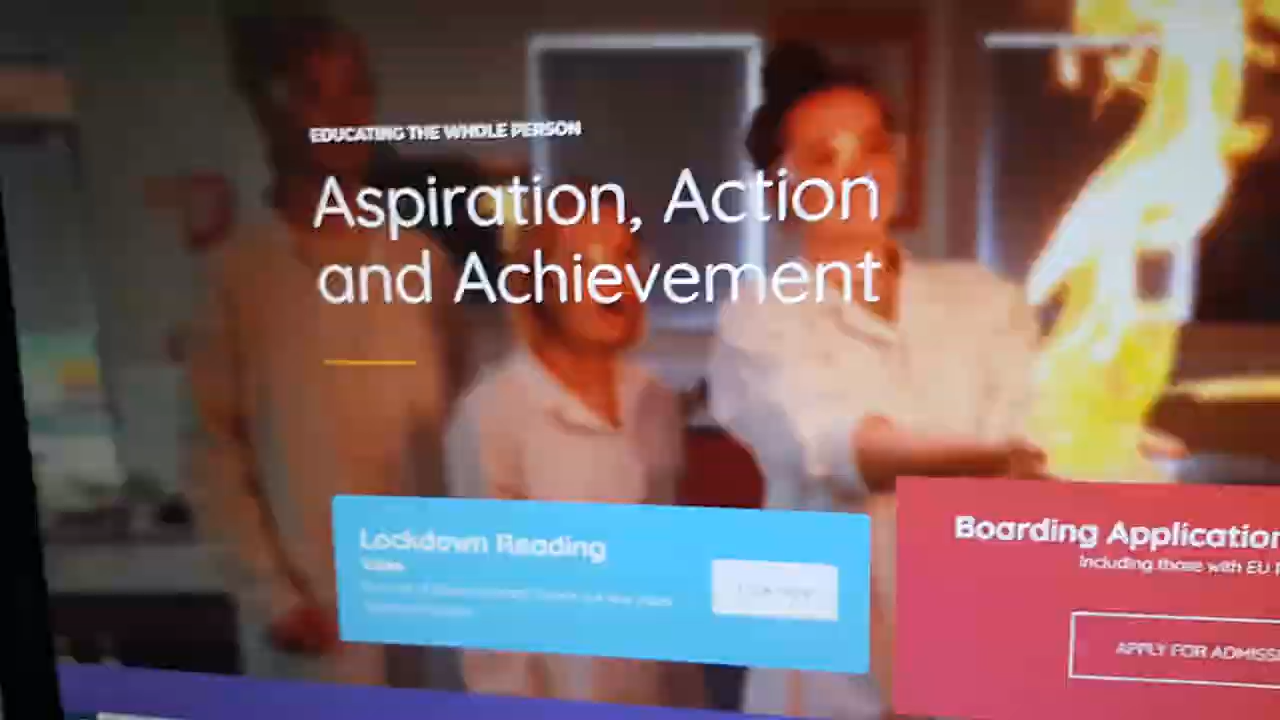 EDUCATING THE WHOLE PERSON
Aspiration, Action
and Achievement
Lockdown Reading
Video
Boarding Application
Including those with EU
APPLY FOR ADMISS